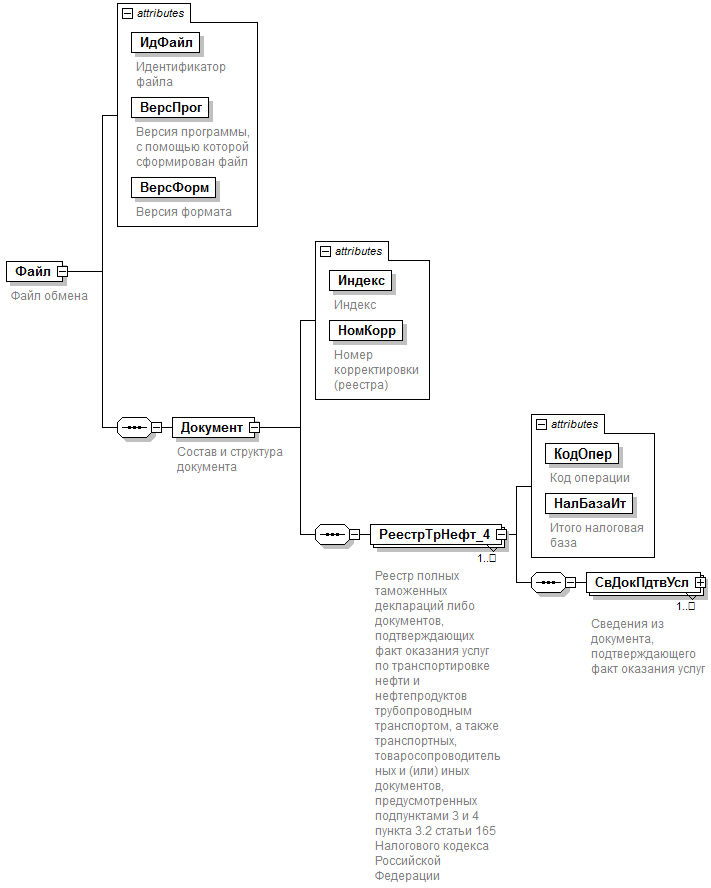 attributes
ИдФайл
Идентификатор
файла
ВерсПрог
Версия программы,
с помощью которой
сформирован файл
ВерсФорм
Версия формата
Файл
Файл обмена
attributes
Индекс
Индекс
НомКорр
Номер
корректировки
(реестра)
Документ
Состав и структура
документа
attributes
КодОпер
Код операции
НалБазаИт
Итого налоговая
база
РеестрТрНефт_4
1..
Реестр полных
таможенных
деклараций либо
документов,
подтверждающих
факт оказания услуг
по транспортировке
нефти и
нефтепродуктов
трубопроводным
транспортом, а также
транспортных,
товаросопроводитель
ных и (или) иных
документов,
предусмотренных
подпунктами 3 и 4
пункта 3.2 статьи 165
Налогового кодекса
Российской
Федерации
СвДокПдтвУсл
1..
Сведения из
документа,
подтверждающего
факт оказания услуг